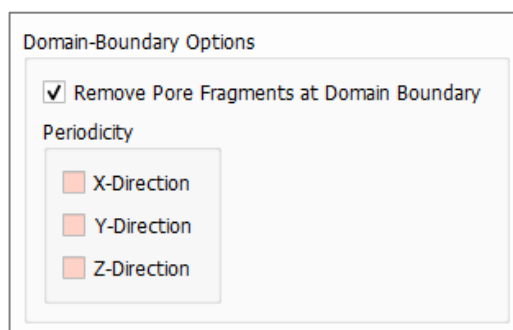 Domain-Boundary Options
Remove Pore Fragments at Domain Boundary
Periodicity
X-Direction
Y-Direction
Z-Direction